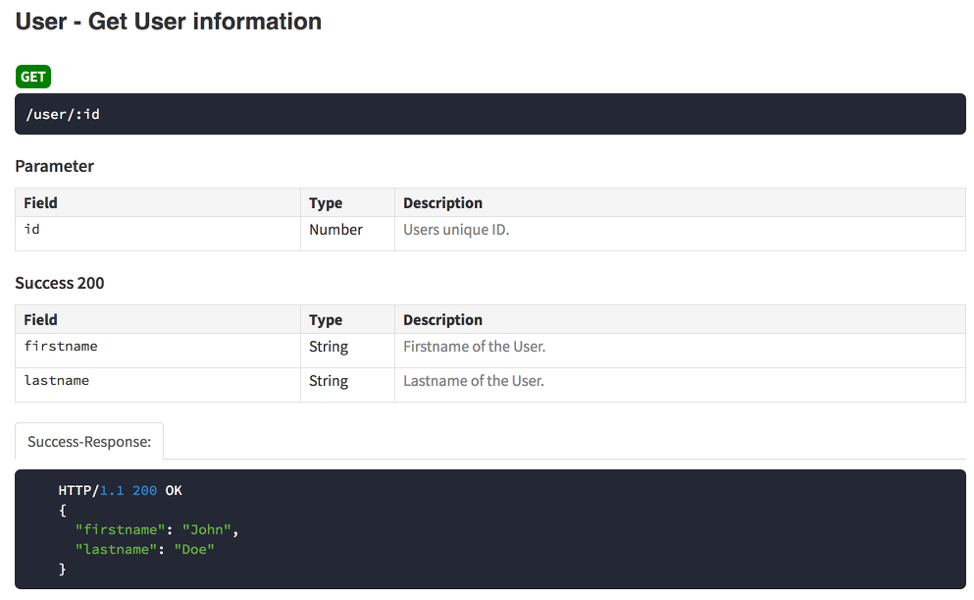 User - Get User information
GET
/user/:id
Parameter
Field Type Description
id Number Users unique ID.
Success 200
Field Type Description
firstname String Firstname of the User.
lastname String Lastname of the User.
Success-Response:
HTTP/1.1 200 OK
{
"firstname": "John",
"lastname": "Doe"
}